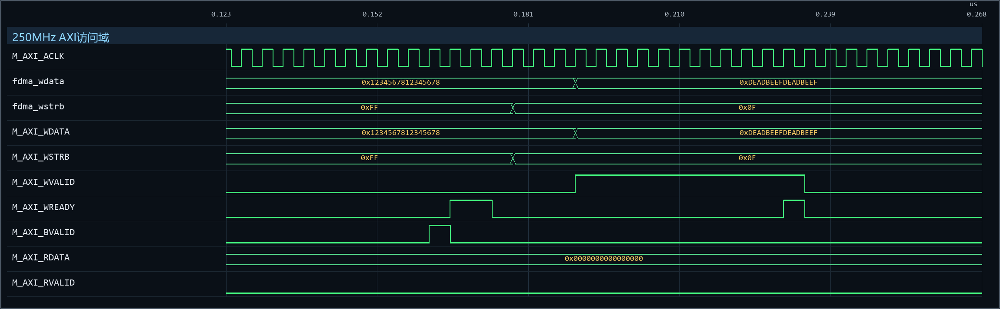 us
0.123 0.152 0.181 0.210 0.239 0.268
250MHz AXI访问域
M_AXI_ACLK
fdma_wdata 0x1234567812345678 0xDEADBEEFDEADBEEF
fdma_wstrb 0xFF 0x0F
M_AXI_WDATA 0x1234567812345678 0xDEADBEEFDEADBEEF
M_AXI_WSTRB 0xFF 0x0F
M_AXI_WVALID
M_AXI_WREADY
M_AXI_BVALID
M_AXI_RDATA 0x0000000000000000
M_AXI_RVALID